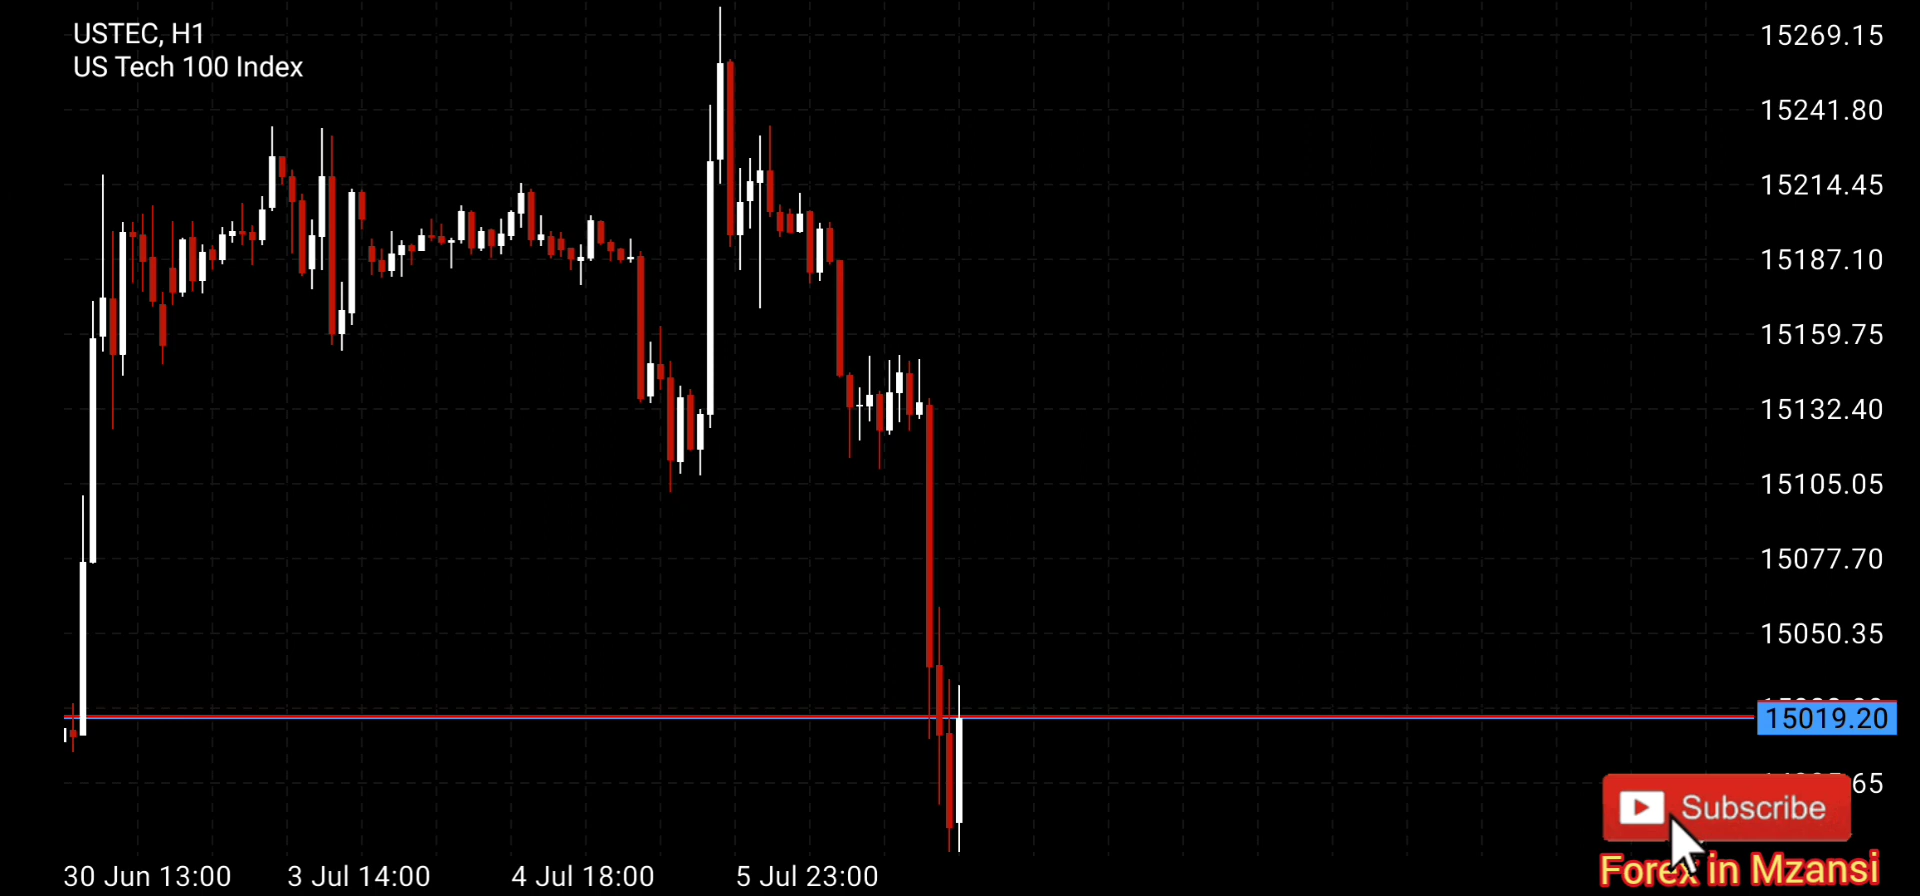 USTEC, H1
US Tech 100 Index
15269.15
15241.80
15214.45
15187.10
15159.75
15132.40
15105.05
15077.70
15050.35
15019.20
65
Subscribe
Forex in Mzansi
30 Jun 13:00
3 Jul 14:00
4 Jul 18:00
5 Jul 23:00